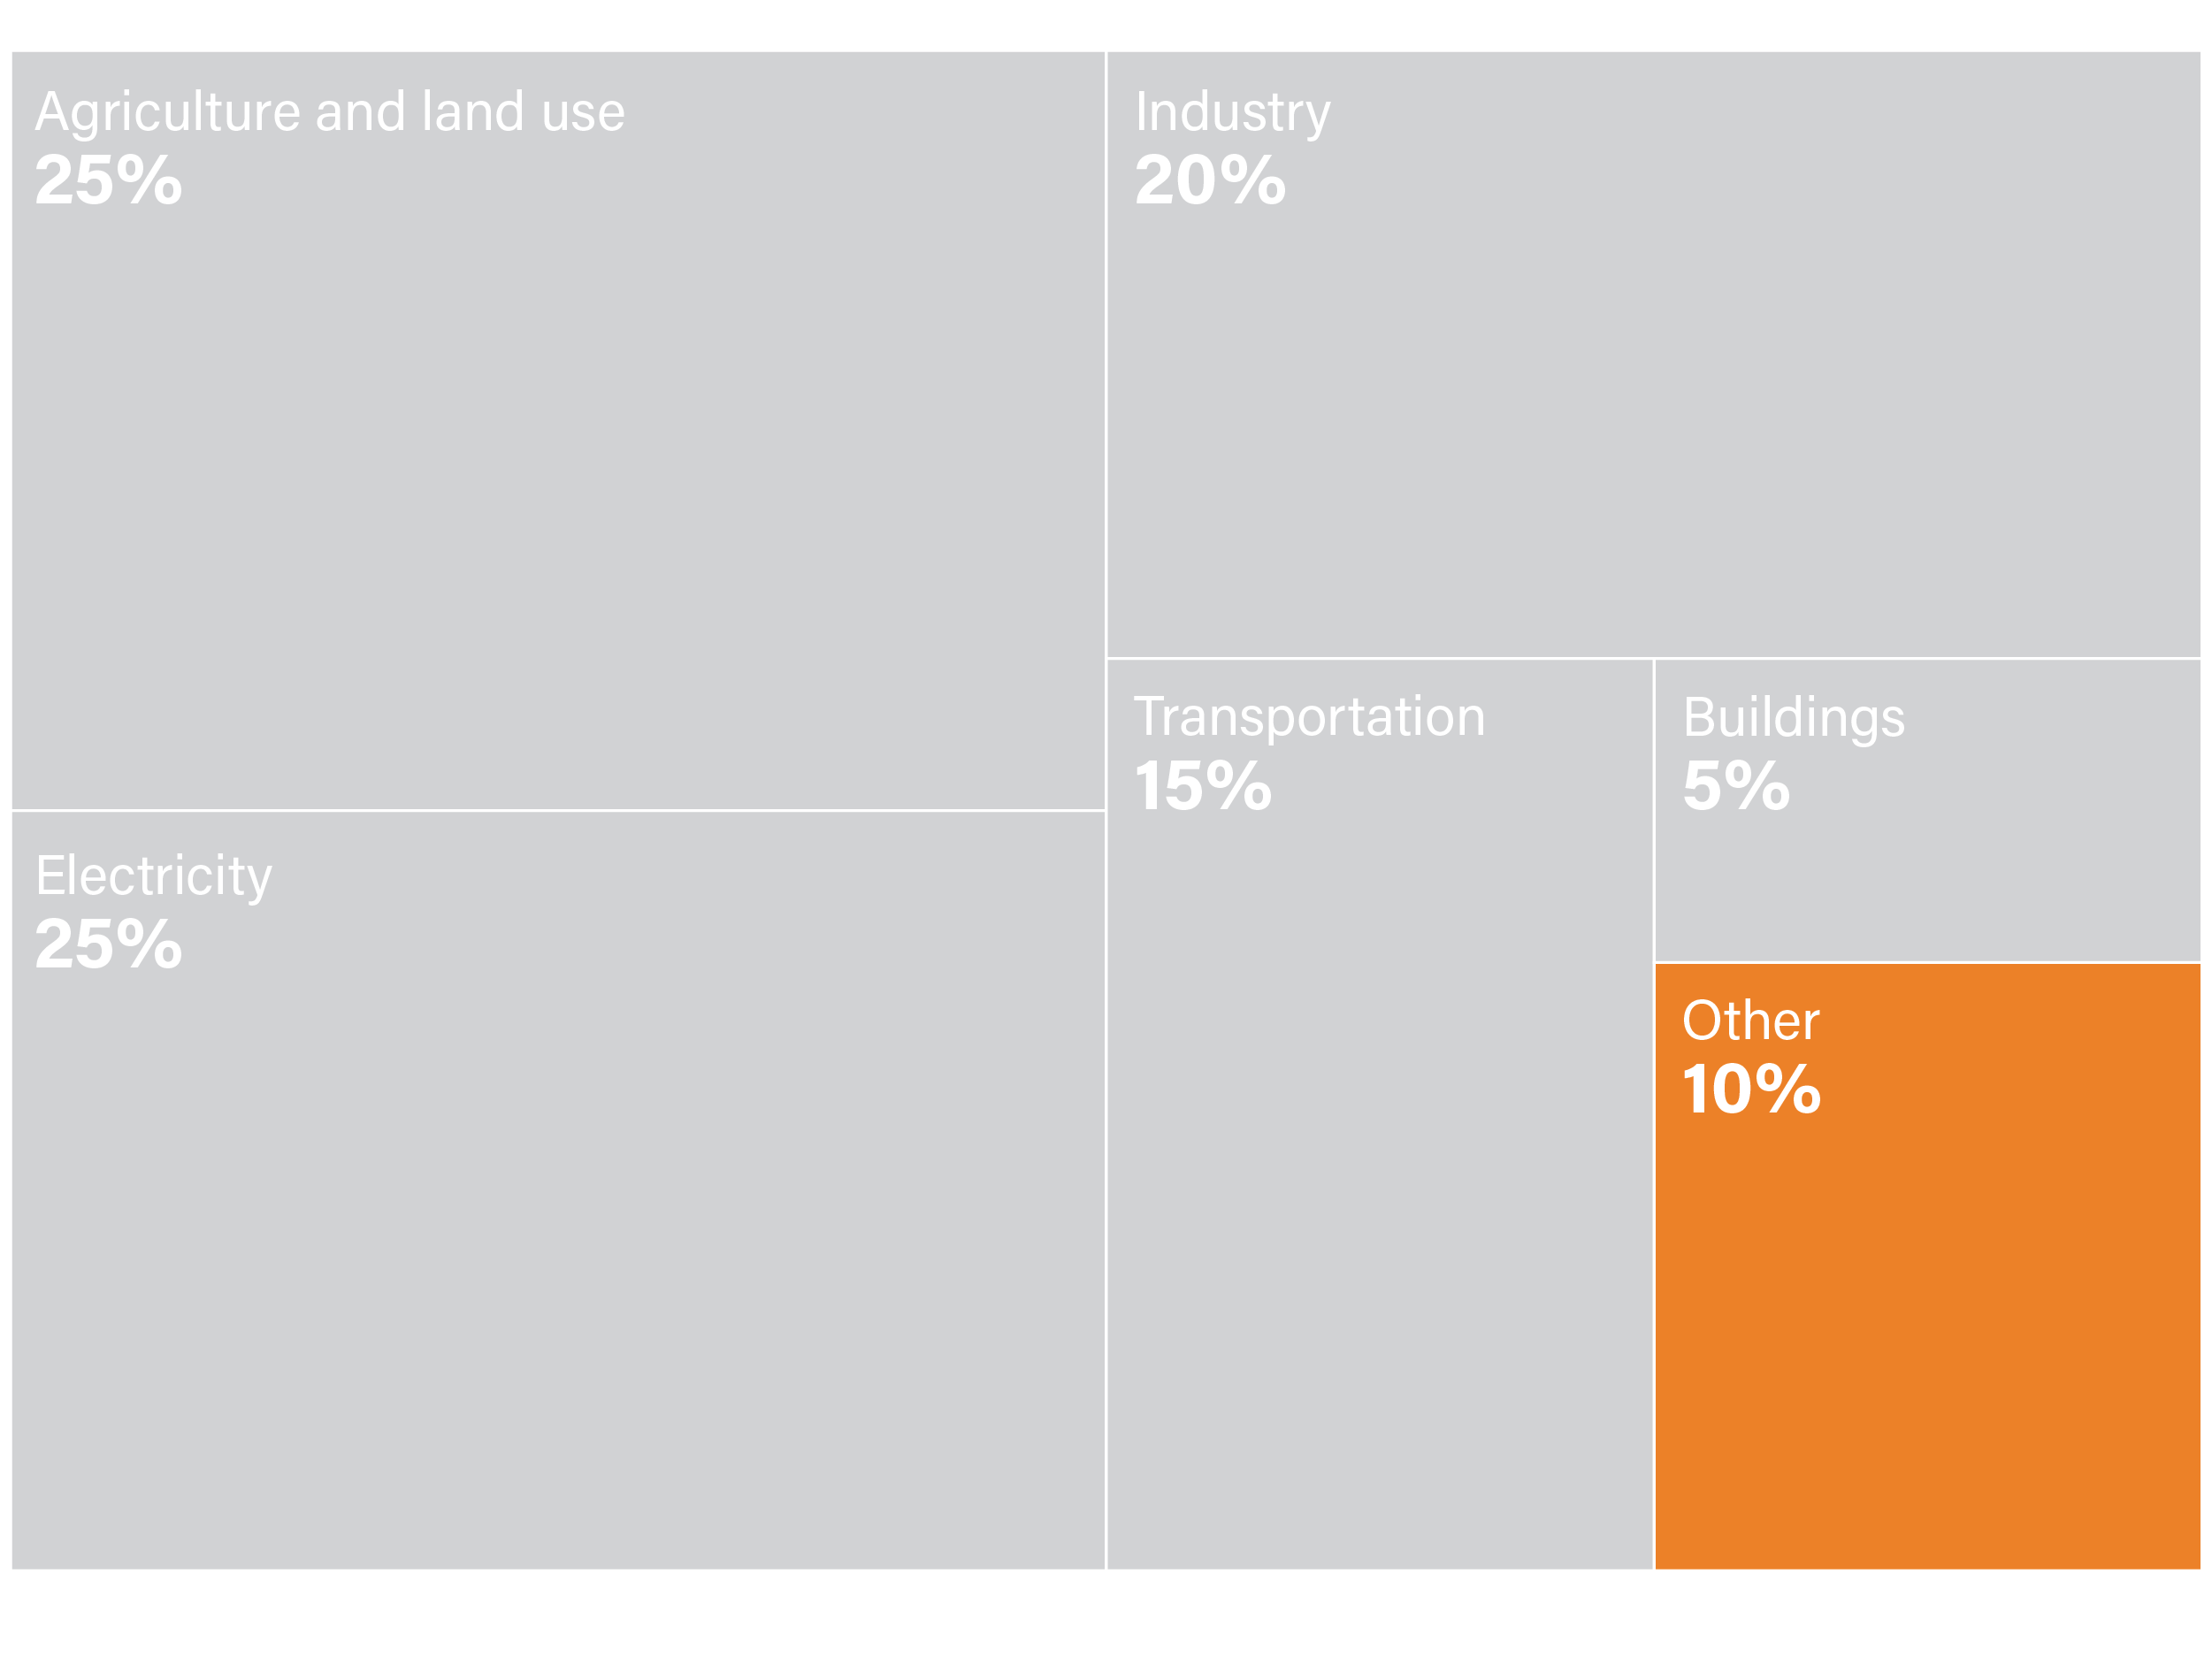 Agriculture and land use
25%
Industry
20%
Transportation
15%
Buildings
5%
Electricity
25%
Other
10%